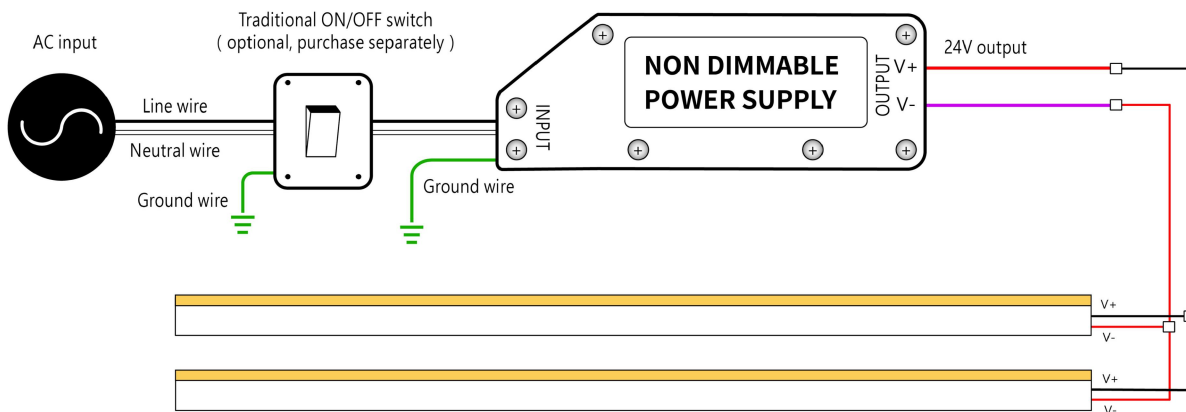 Traditional ON/OFF switch
( optional, purchase separately )
AC input
Line wire
Neutral wire
Ground wire
Ground wire
INPUT
NON DIMMABLE
POWER SUPPLY
OUTPUT
V+
V-
24V output
V+
V-
V+
V-